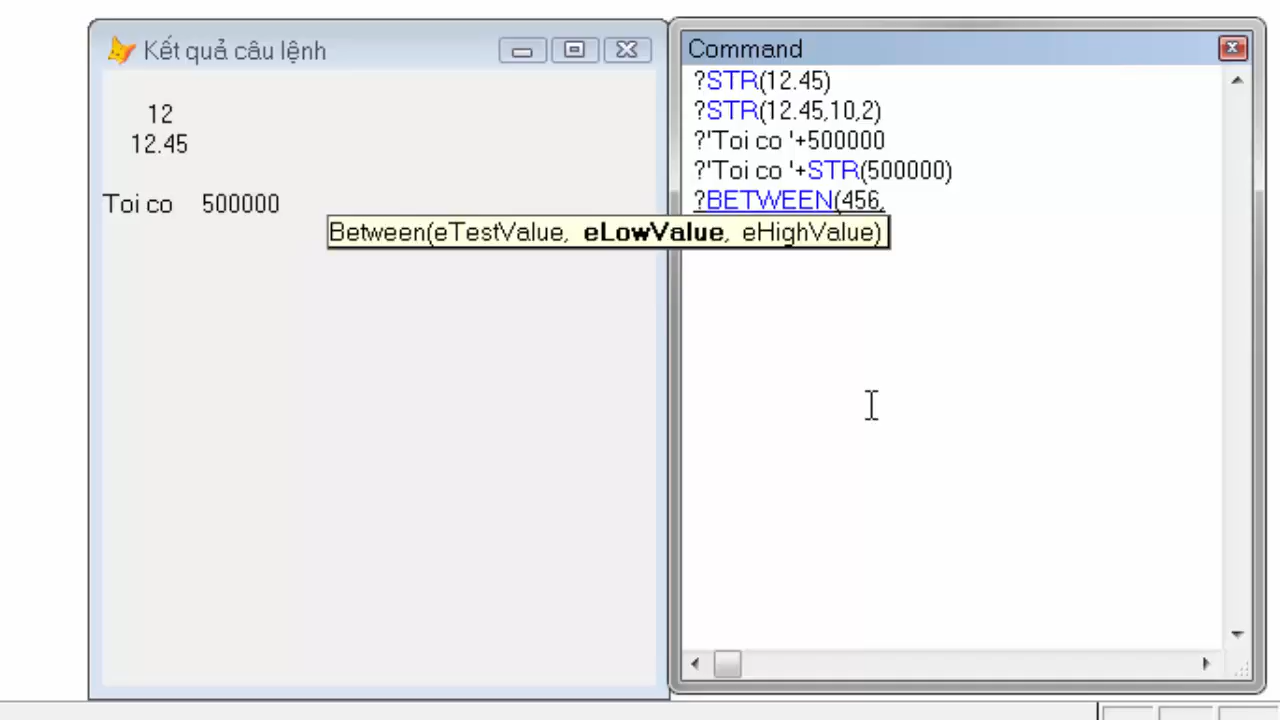 Kết quả câu lệnh
12
12.45
Toi co 500000
Command
?STR(12.45)
?STR(12.45,10,2)
?'Toi co '+500000
?'Toi co '+STR(500000)
?BETWEEN(456,
Between(eTestValue, eLowValue, eHighValue)